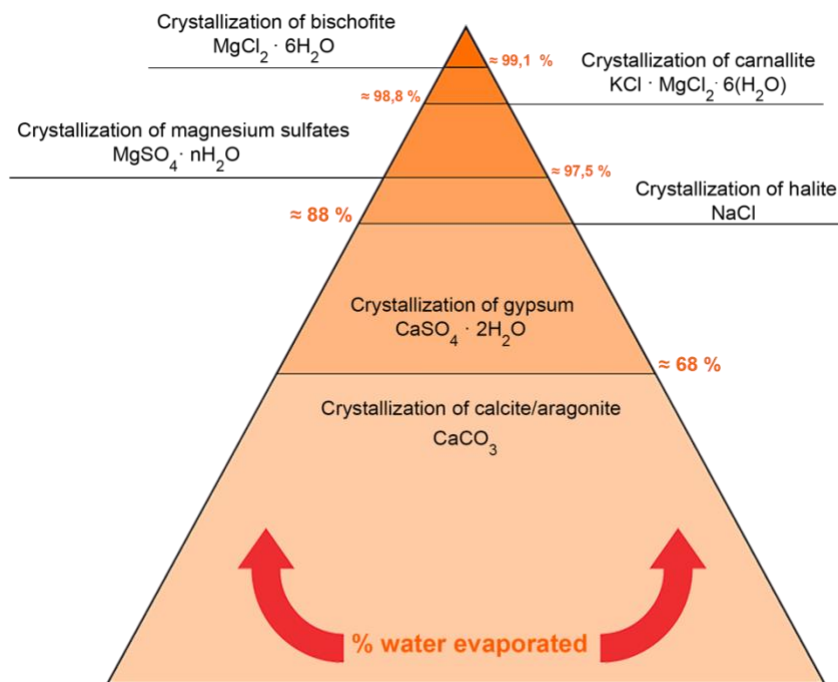 Crystallization of bischofite
MgCl₂ · 6H₂O
≈ 99,1 %
Crystallization of carnallite
KCl · MgCl₂· 6(H₂O)
≈ 98,8 %
Crystallization of magnesium sulfates
MgSO₄· nH₂O
≈ 97,5 %
Crystallization of halite
NaCl
≈ 88 %
Crystallization of gypsum
CaSO₄ · 2H₂O
≈ 68 %
Crystallization of calcite/aragonite
CaCO₃
% water evaporated